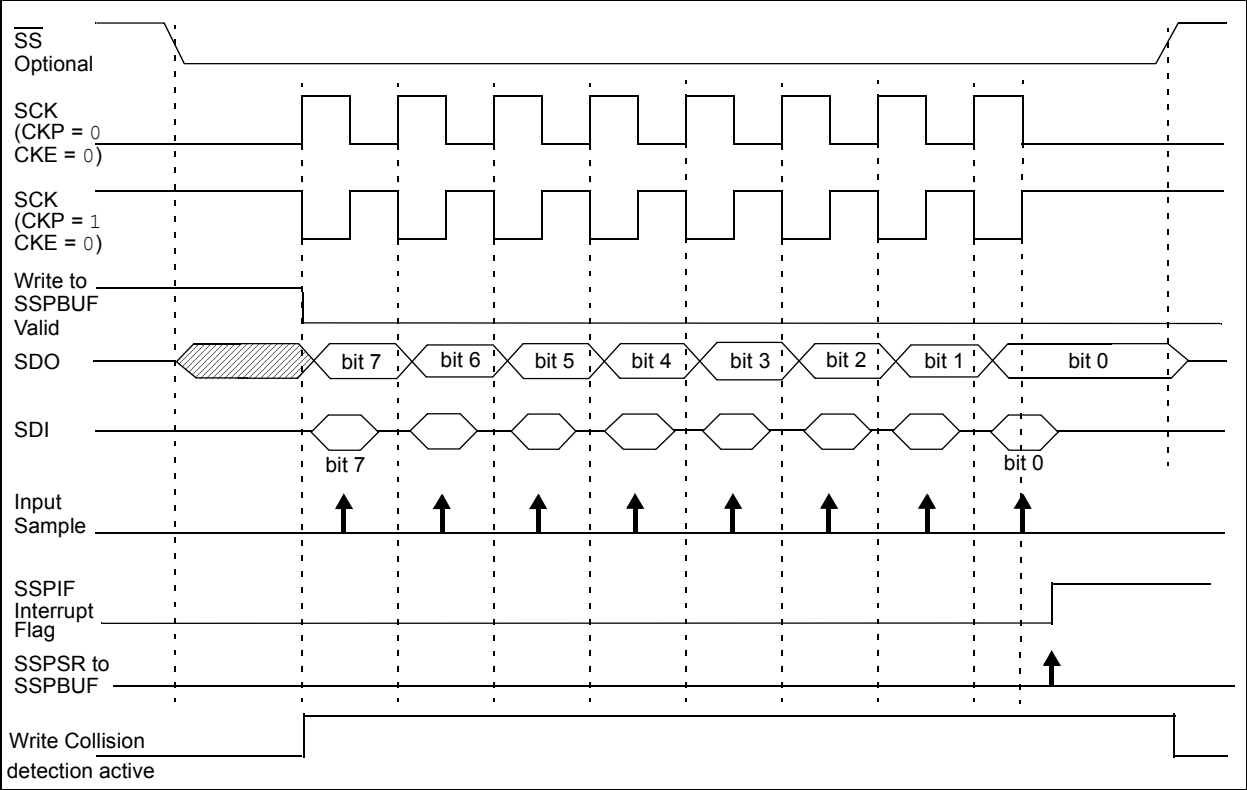 SS
Optional
SCK
(CKP = 0
CKE = 0)
SCK
(CKP = 1
CKE = 0)
Write to
SSPBUF
Valid
SDO
bit 7 bit 6 bit 5 bit 4 bit 3 bit 2 bit 1 bit 0
SDI
bit 7 bit 0
Input
Sample
SSPIF
Interrupt
Flag
SSPSR to
SSPBUF
Write Collision
detection active